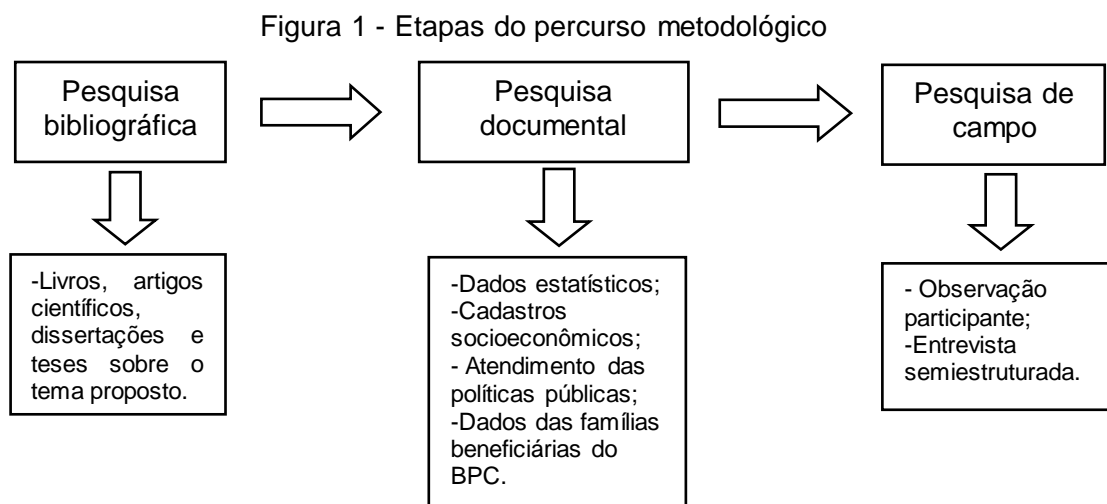 Figura 1 - Etapas do percurso metodológico
Pesquisa
bibliográfica
Pesquisa
documental
Pesquisa de
campo
-Livros, artigos
científicos,
dissertações e
teses sobre o
tema proposto.
-Dados estatísticos;
-Cadastros
socioeconômicos;
- Atendimento das
políticas públicas;
-Dados das famílias
beneficiárias do
BPC.
- Observação
participante;
-Entrevista
semiestruturada.